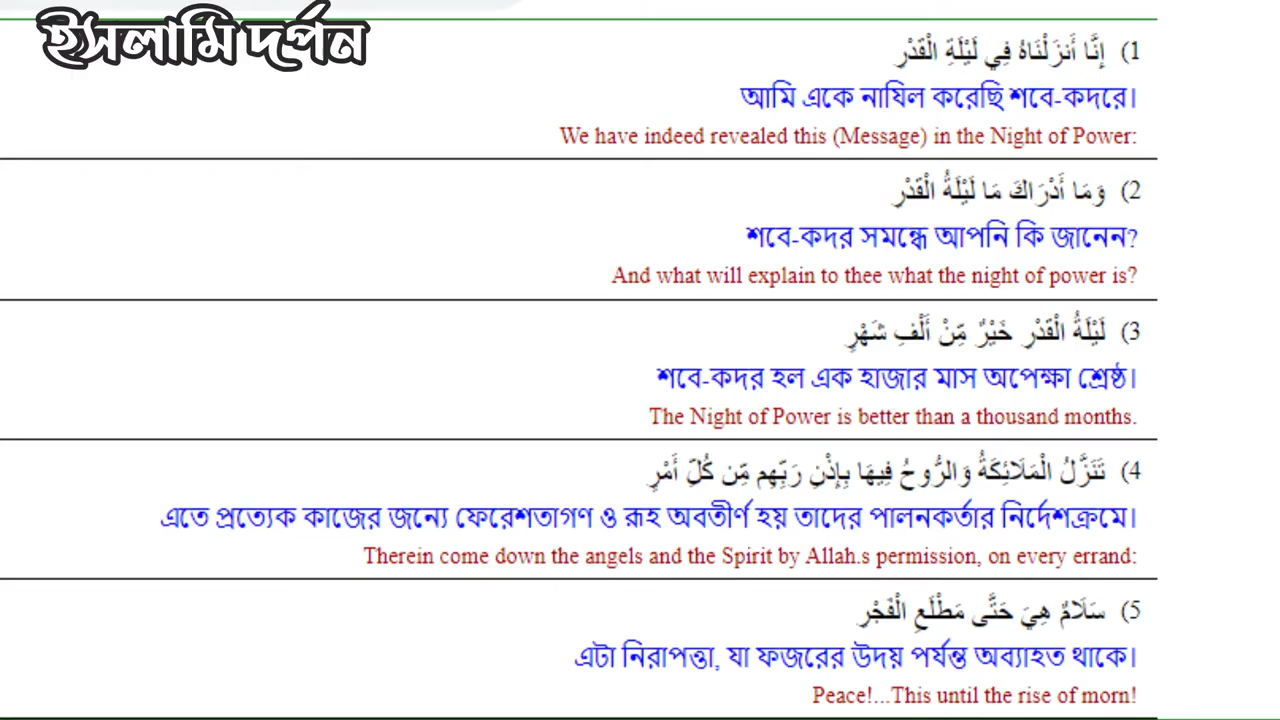 ইসলামি দর্পন
1) إِنَّا أَنزَلْنَاهُ فِي لَيْلَةِ الْقَدْرِ
আমি একে নাযিল করেছি শবে-কদরে।
We have indeed revealed this (Message) in the Night of Power:
2) وَمَا أَدْرَاكَ مَا لَيْلَةُ الْقَدْرِ
শবে-কদর সমন্ধে আপনি কি জানেন?
And what will explain to thee what the night of power is?
3) لَيْلَةُ الْقَدْرِ خَيْرٌ مِّنْ أَلْفِ شَهْرٍ
শবে-কদর হল এক হাজার মাস অপেক্ষা শ্রেষ্ঠ।
The Night of Power is better than a thousand months.
4) تَنَزَّلُ الْمَلَائِكَةُ وَالرُّوحُ فِيهَا بِإِذْنِ رَبِّهِم مِّن كُلِّ أَمْرٍ
এতে প্রত্যেক কাজের জন্যে ফেরেশতাগণ ও রূহ অবতীর্ণ হয় তাদের পালনকর্তার নির্দেশক্রমে।
Therein come down the angels and the Spirit by Allah.s permission, on every errand:
5) سَلَامٌ هِيَ حَتَّى مَطْلَعِ الْفَجْرِ
এটা নিরাপত্তা, যা ফজরের উদয় পর্যন্ত অব্যাহত থাকে।
Peace!...This until the rise of morn!